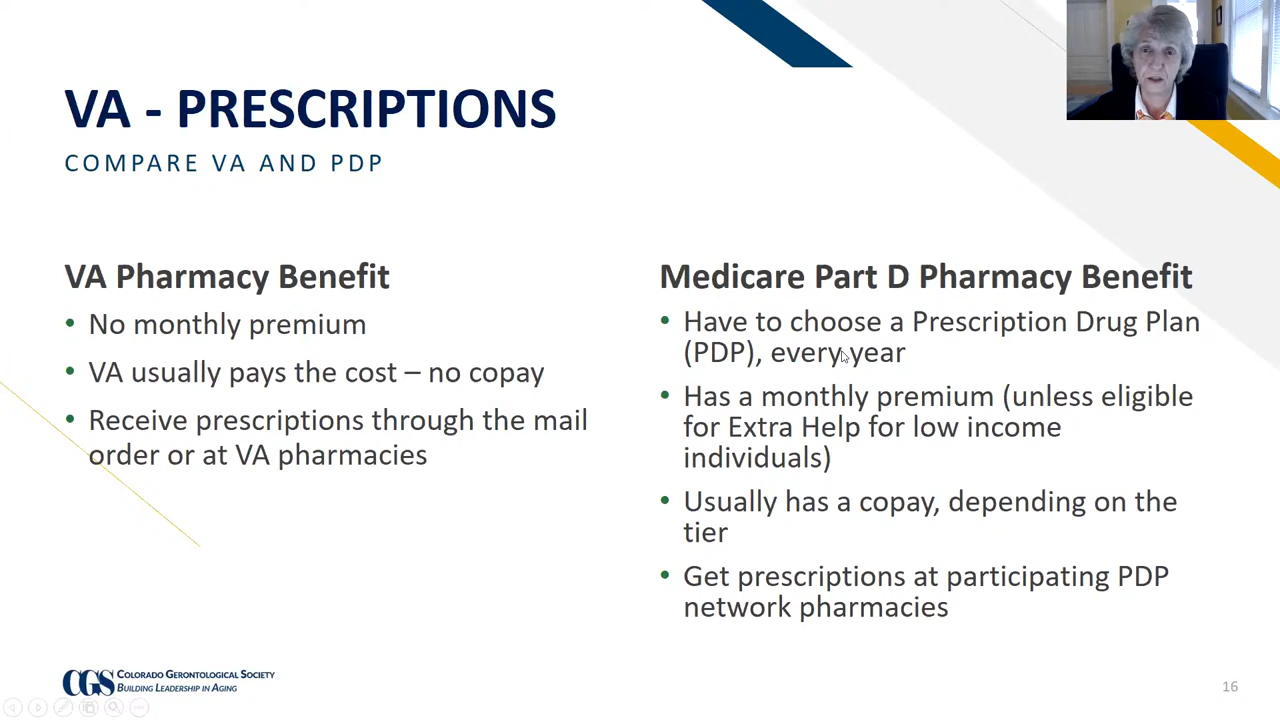 VA - PRESCRIPTIONS
COMPARE VA AND PDP
VA Pharmacy Benefit
• No monthly premium
• VA usually pays the cost – no copay
• Receive prescriptions through the mail
order or at VA pharmacies
Medicare Part D Pharmacy Benefit
• Have to choose a Prescription Drug Plan
(PDP), every year
• Has a monthly premium (unless eligible
for Extra Help for low income
individuals)
• Usually has a copay, depending on the
tier
• Get prescriptions at participating PDP
network pharmacies
CGS COLORADO GERONTOLOGICAL SOCIETY
BUILDING LEADERSHIP IN AGING
16